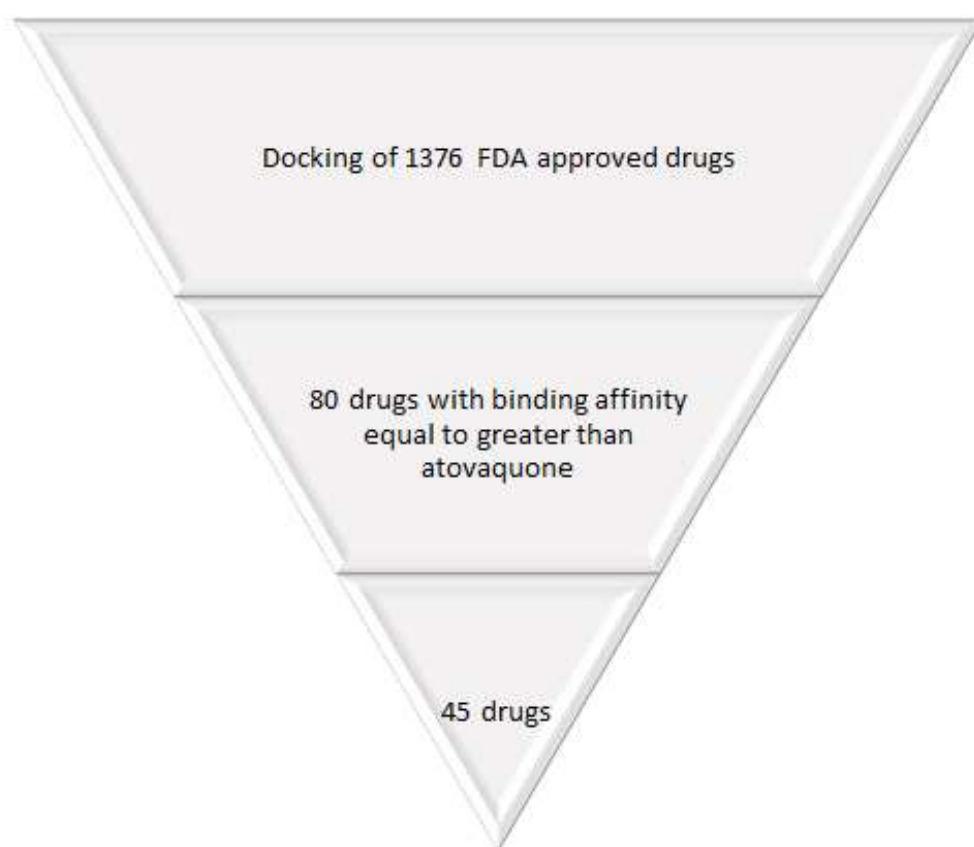 Docking of 1376 FDA approved drugs
80 drugs with binding affinity
equal to greater than
atovaquone
45 drugs